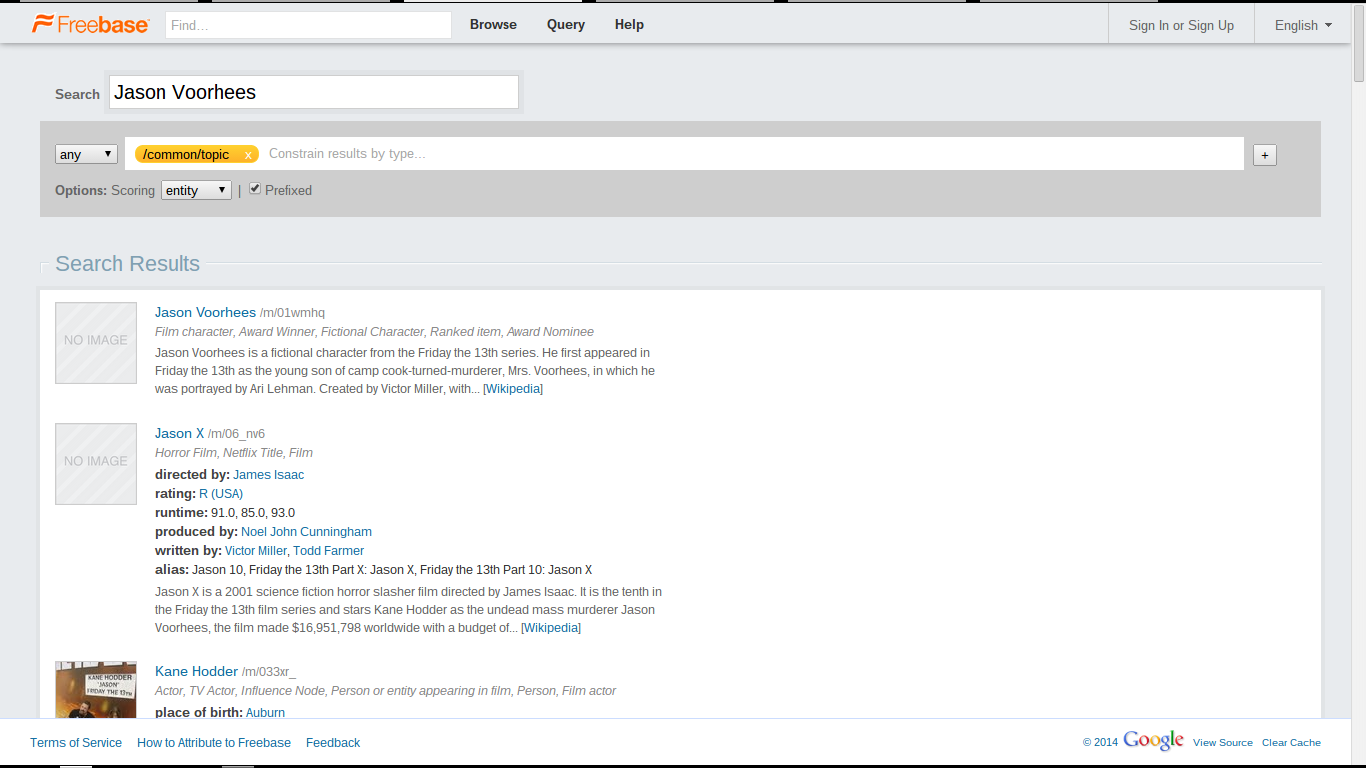 Freebase Find... Browse Query Help Sign In or Sign Up English
Search Jason Voorhees
any /common/topic x Constrain results by type... +
Options: Scoring entity | Prefixed
Search Results
NO IMAGE
Jason Voorhees /m/01wmhq
Film character, Award Winner, Fictional Character, Ranked item, Award Nominee
Jason Voorhees is a fictional character from the Friday the 13th series. He first appeared in
Friday the 13th as the young son of camp cook-turned-murderer, Mrs. Voorhees, in which he
was portrayed by Ari Lehman. Created by Victor Miller, with... [Wikipedia]
NO IMAGE
Jason X /m/06_nv6
Horror Film, Netflix Title, Film
directed by: James Isaac
rating: R (USA)
runtime: 91.0, 85.0, 93.0
produced by: Noel John Cunningham
written by: Victor Miller, Todd Farmer
alias: Jason 10, Friday the 13th Part X: Jason X, Friday the 13th Part 10: Jason X
Jason X is a 2001 science fiction horror slasher film directed by James Isaac. It is the tenth in
the Friday the 13th film series and stars Kane Hodder as the undead mass murderer Jason
Voorhees, the film made $16,951,798 worldwide with a budget of... [Wikipedia]
KANE HODDER
"JASON"
FRIDAY THE 13TH
Kane Hodder /m/033xr_
Actor, TV Actor, Influence Node, Person or entity appearing in film, Person, Film actor
place of birth: Auburn
Terms of Service How to Attribute to Freebase Feedback © 2014 Google View Source Clear Cache